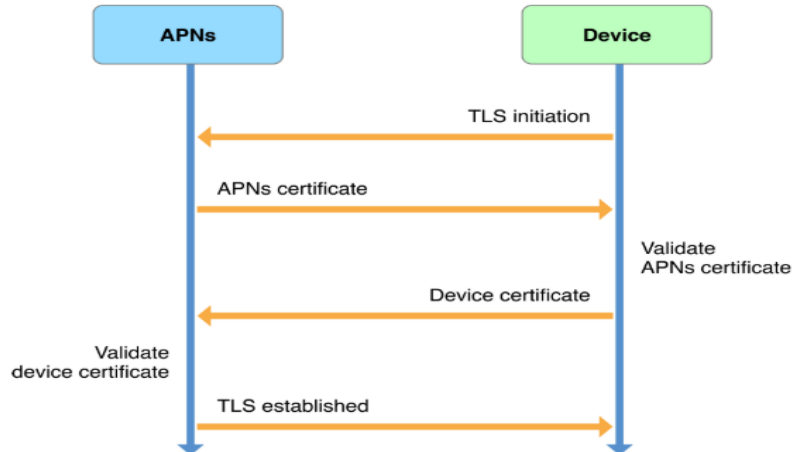 APNs
Device
TLS initiation
APNs certificate
Validate
APNs certificate
Device certificate
Validate
device certificate
TLS established